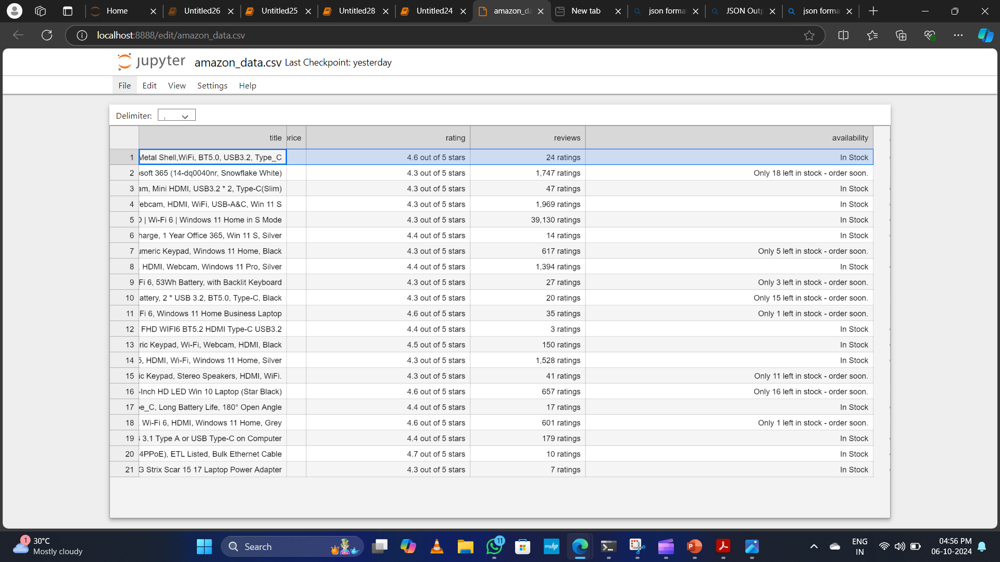 Home
Untitled26
Untitled25
Untitled28
Untitled24
amazon_da
New tab
json forma
JSON Outp
json forma
localhost:8888/edit/amazon_data.csv
jupyter amazon_data.csv Last Checkpoint: yesterday
File Edit View Settings Help
Delimiter: ,
title price rating reviews availability
1 Metal Shell,WiFi, BT5.0, USB3.2, Type_C 4.6 out of 5 stars 24 ratings In Stock
2 soft 365 (14-dq0040nr, Snowflake White) 4.3 out of 5 stars 1,747 ratings Only 18 left in stock - order soon.
3 am, Mini HDMI, USB3.2 * 2, Type-C(Slim) 4.3 out of 5 stars 47 ratings In Stock
4 ebcam, HDMI, WiFi, USB-A&C, Win 11 S 4.3 out of 5 stars 1,969 ratings In Stock
5 | Wi-Fi 6 | Windows 11 Home in S Mode 4.3 out of 5 stars 39,130 ratings In Stock
6 harge, 1 Year Office 365, Win 11 S, Silver 4.4 out of 5 stars 14 ratings In Stock
7 umeric Keypad, Windows 11 Home, Black 4.3 out of 5 stars 617 ratings Only 5 left in stock - order soon.
8 , HDMI, Webcam, Windows 11 Pro, Silver 4.4 out of 5 stars 1,394 ratings In Stock
9 Fi 6, 53Wh Battery, with Backlit Keyboard 4.3 out of 5 stars 27 ratings Only 3 left in stock - order soon.
10 attery, 2 * USB 3.2, BT5.0, Type-C, Black 4.3 out of 5 stars 20 ratings Only 15 left in stock - order soon.
11 Fi 6, Windows 11 Home Business Laptop 4.6 out of 5 stars 35 ratings Only 1 left in stock - order soon.
12 FHD WIFI6 BT5.2 HDMI Type-C USB3.2 4.4 out of 5 stars 3 ratings In Stock
13 ric Keypad, Wi-Fi, Webcam, HDMI, Black 4.5 out of 5 stars 150 ratings In Stock
14 5, HDMI, Wi-Fi, Windows 11 Home, Silver 4.3 out of 5 stars 1,528 ratings In Stock
15 ic Keypad, Stereo Speakers, HDMI, WiFi. 4.3 out of 5 stars 41 ratings Only 11 left in stock - order soon.
16 -Inch HD LED Win 10 Laptop (Star Black) 4.6 out of 5 stars 657 ratings Only 16 left in stock - order soon.
17 e_C, Long Battery Life, 180° Open Angle 4.4 out of 5 stars 17 ratings In Stock
18 Wi-Fi 6, HDMI, Windows 11 Home, Grey 4.6 out of 5 stars 601 ratings Only 1 left in stock - order soon.
19 3.1 Type A or USB Type-C on Computer 4.4 out of 5 stars 179 ratings In Stock
20 4PPoE), ETL Listed, Bulk Ethernet Cable 4.7 out of 5 stars 10 ratings In Stock
21 G Strix Scar 15 17 Laptop Power Adapter 4.3 out of 5 stars 7 ratings In Stock
1
30°C
Mostly cloudy
Search
11
myhp
ENG
IN
04:56 PM
06-10-2024